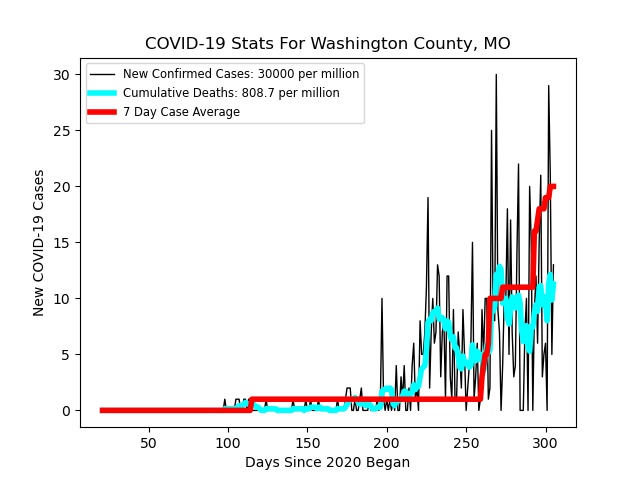 COVID-19 Stats For Washington County, MO
New Confirmed Cases: 30000 per million
Cumulative Deaths: 808.7 per million
7 Day Case Average
New COVID-19 Cases
30
25
20
15
10
5
0
50
100
150
200
250
300
Days Since 2020 Began